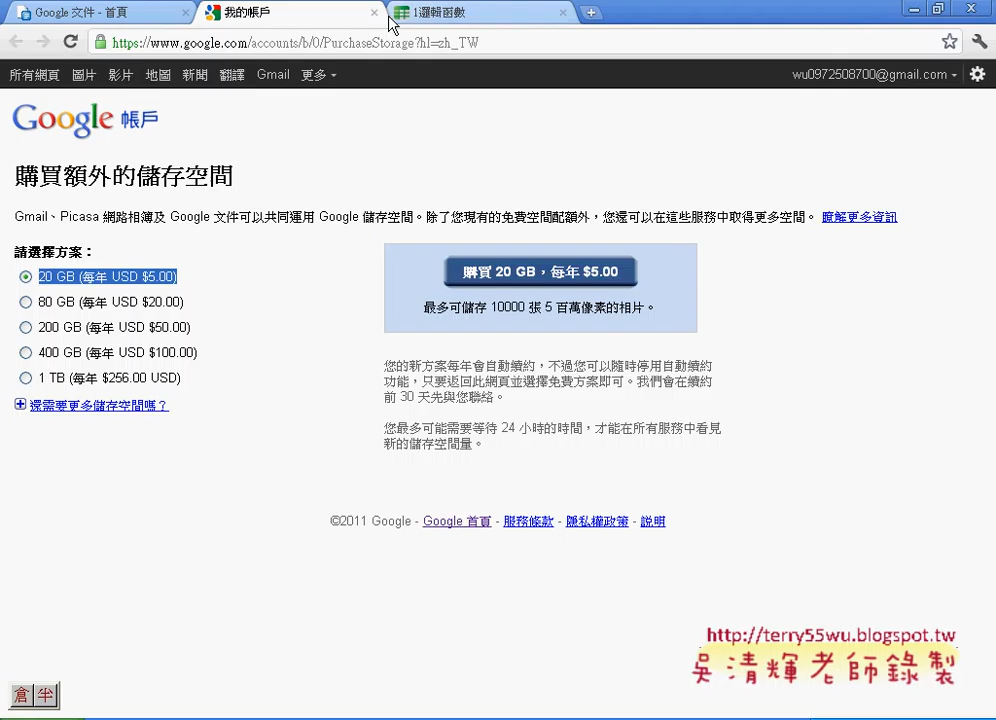 Google 文件 - 首頁
我的帳戶
1邏輯函數
https://www.google.com/accounts/b/0/PurchaseStorage?hl=zh_TW
所有網頁 圖片 影片 地圖 新聞 翻譯 Gmail 更多
wu0972508700@gmail.com
Google 帳戶
購買額外的儲存空間
Gmail、Picasa 網路相簿及 Google 文件可以共同運用 Google 儲存空間。除了您現有的免費空間配額外，您還可以在這些服務中取得更多空間。 瞭解更多資訊
請選擇方案：
20 GB (每年 USD $5.00)
80 GB (每年 USD $20.00)
200 GB (每年 USD $50.00)
400 GB (每年 USD $100.00)
1 TB (每年 $256.00 USD)
還需要更多儲存空間嗎？
購買 20 GB，每年 $5.00
最多可儲存 10000 張 5 百萬像素的相片。
您的新方案每年會自動續約，不過您可以隨時停用自動續約
功能，只要返回此網頁並選擇免費方案即可。我們會在續約
前 30 天先與您聯絡。
您最多可能需要等待 24 小時的時間，才能在所有服務中看見
新的儲存空間量。
©2011 Google - Google 首頁 - 服務條款 - 隱私權政策 - 說明
http://terry55wu.blogspot.tw
吳清輝老師錄製
倉 半